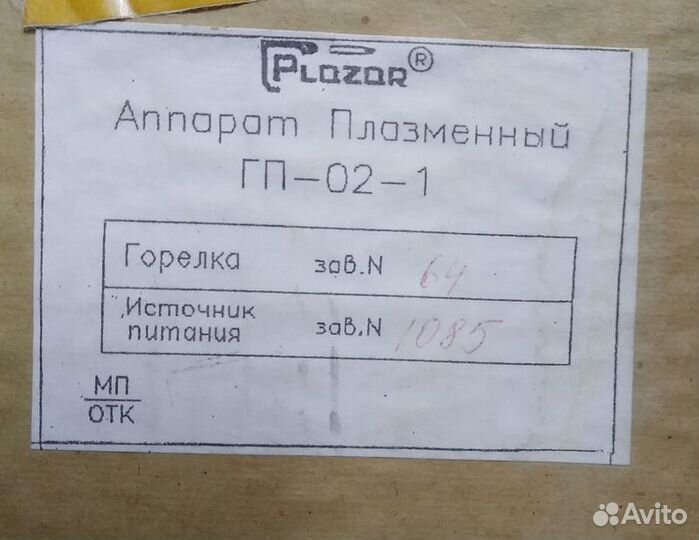 PLAZAR®
Аппарат Плазменный
ГП-02-1
Горелка зав.N 64
Источник
питания зав.N 1085
МП
ОТК
Avito